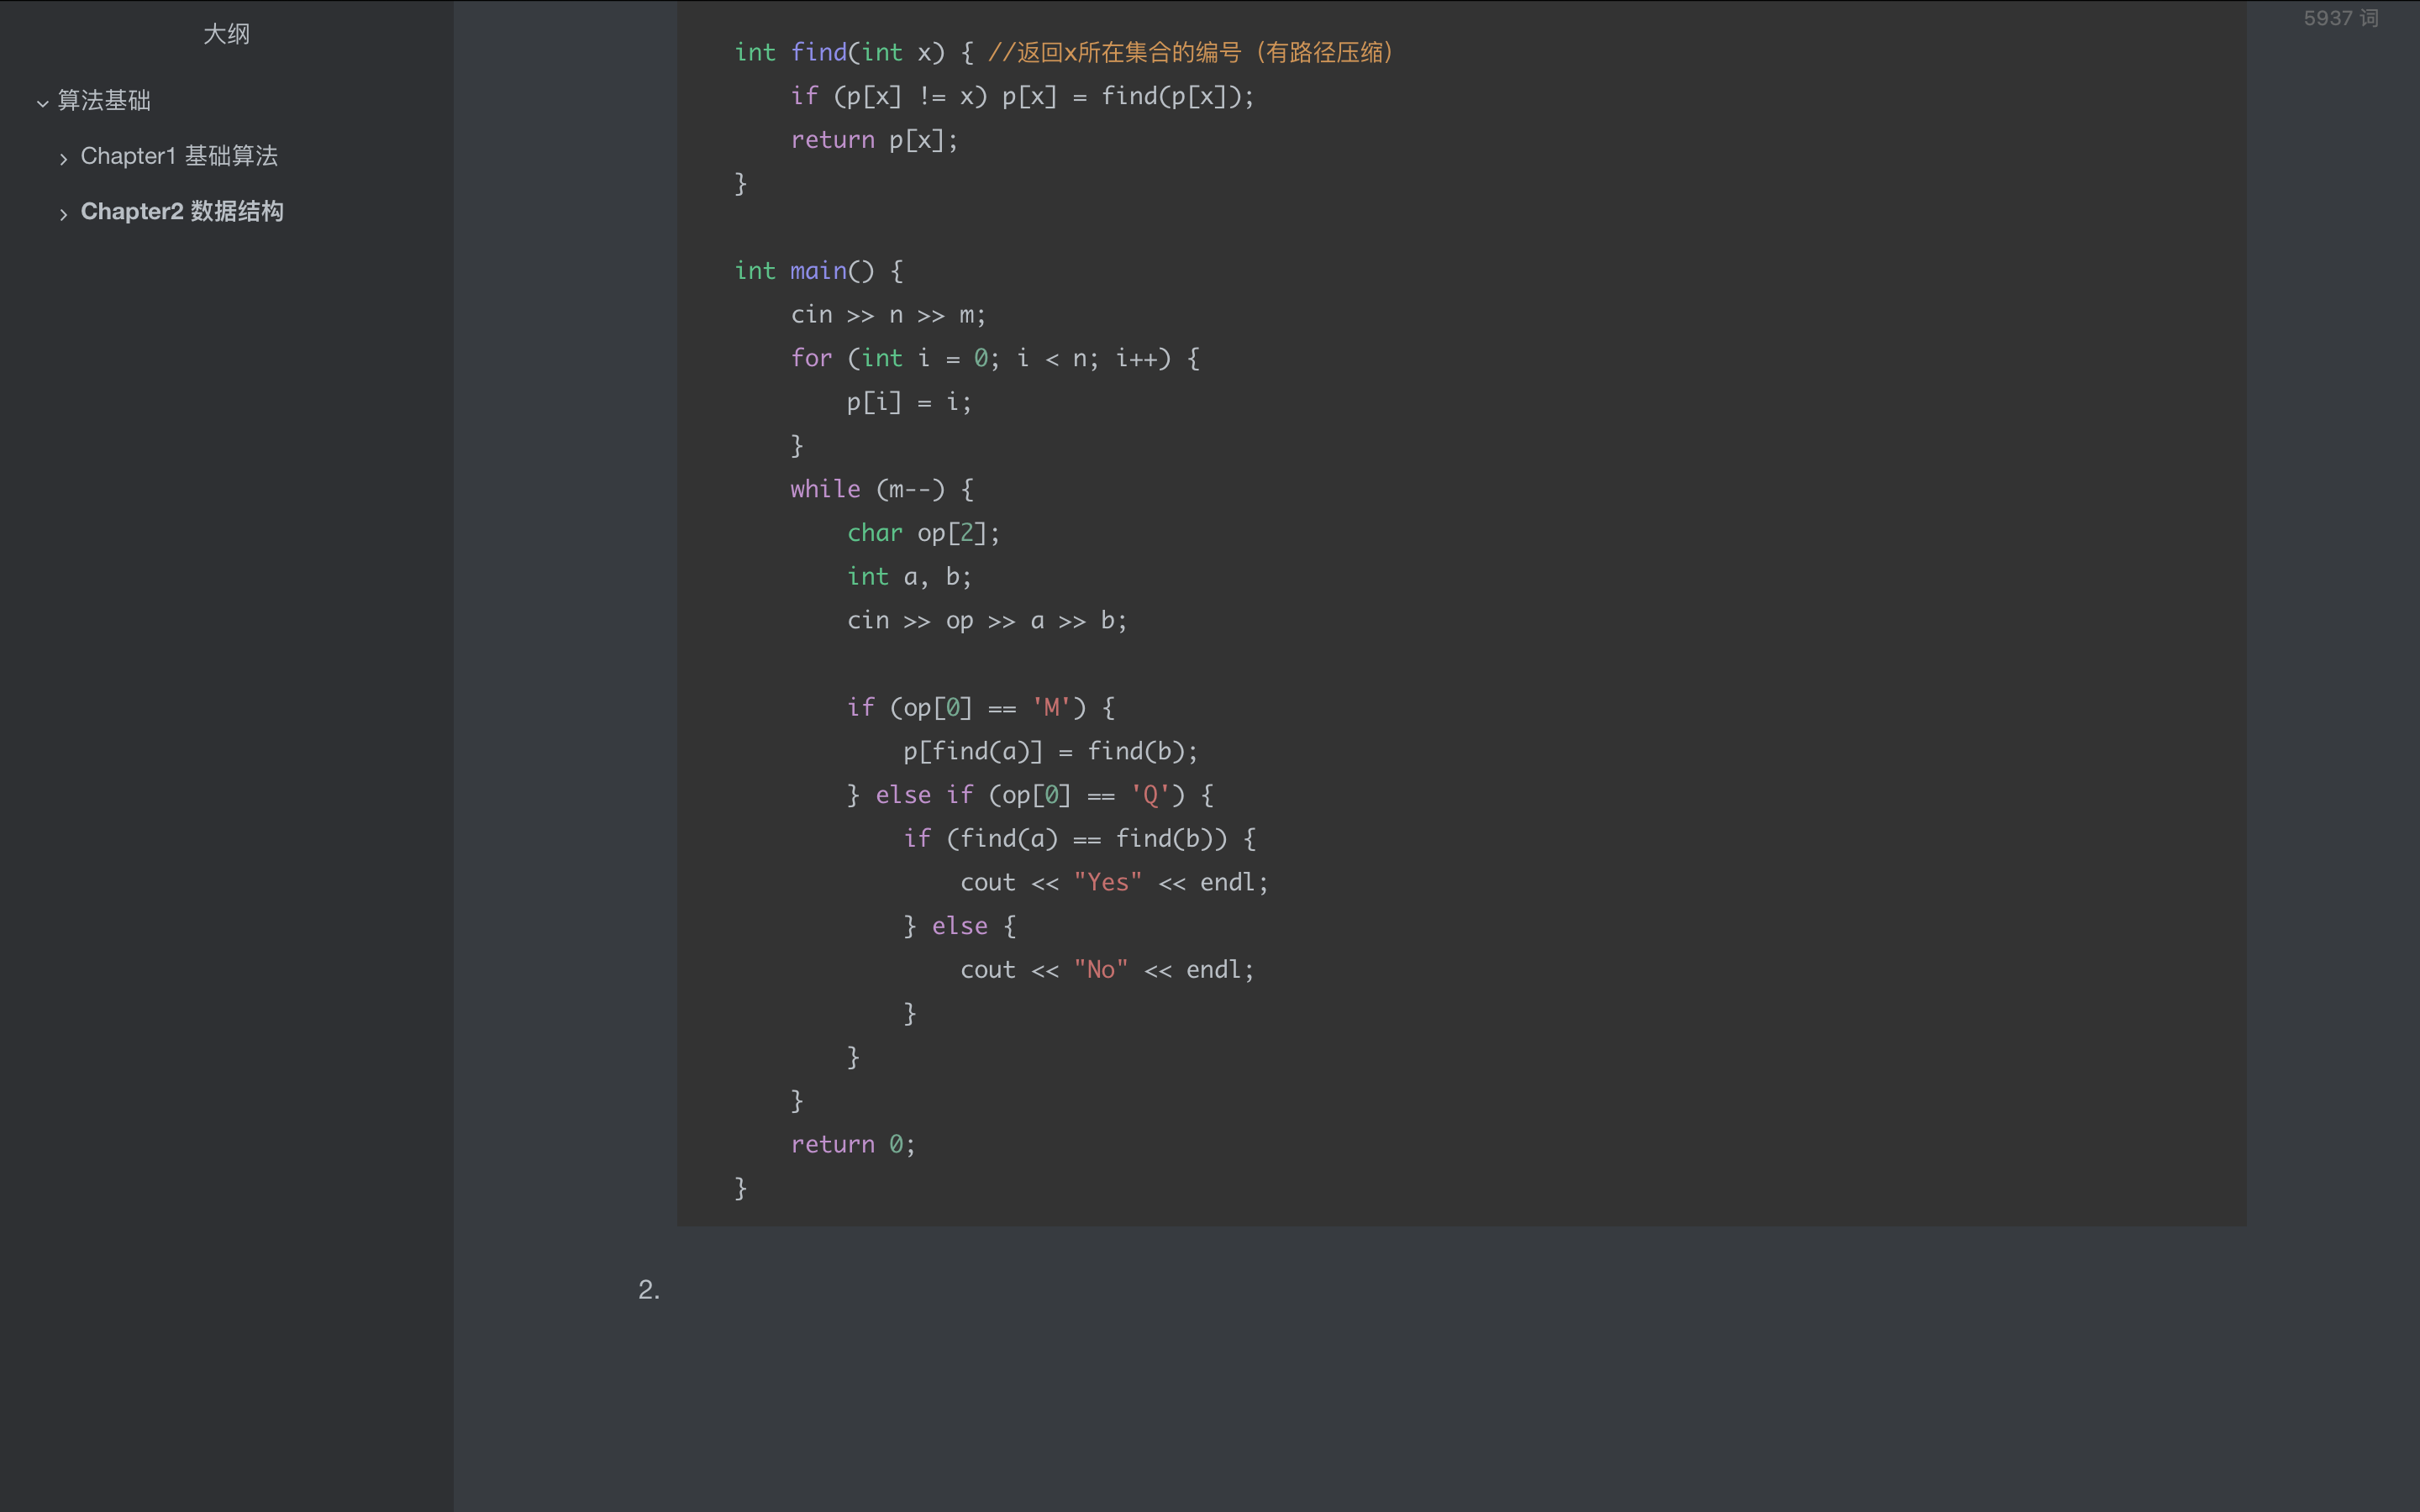 大纲
算法基础
Chapter1 基础算法
Chapter2 数据结构
5937 词
int find(int x) { //返回x所在集合的编号（有路径压缩）
    if (p[x] != x) p[x] = find(p[x]);
    return p[x];
}
int main() {
    cin >> n >> m;
    for (int i = 0; i < n; i++) {
        p[i] = i;
    }
    while (m--) {
        char op[2];
        int a, b;
        cin >> op >> a >> b;
        if (op[0] == 'M') {
            p[find(a)] = find(b);
        } else if (op[0] == 'Q') {
            if (find(a) == find(b)) {
                cout << "Yes" << endl;
            } else {
                cout << "No" << endl;
            }
        }
    }
    return 0;
}
2.